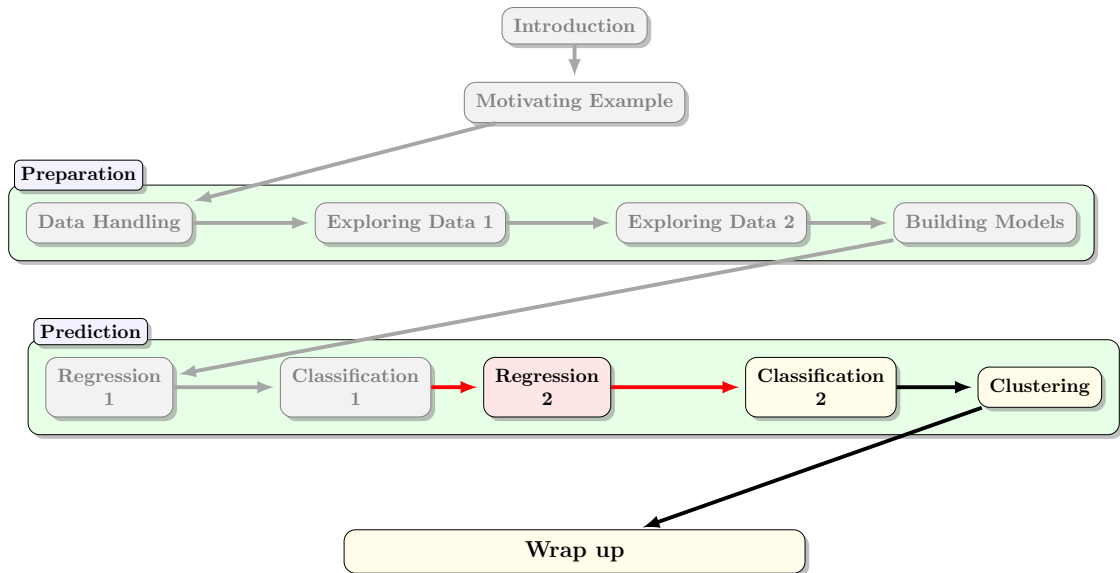 Introduction
Motivating Example
Preparation
Data Handling
Exploring Data 1
Exploring Data 2
Building Models
Prediction
Regression
1
Classification
1
Regression
2
Classification
2
Clustering
Wrap up